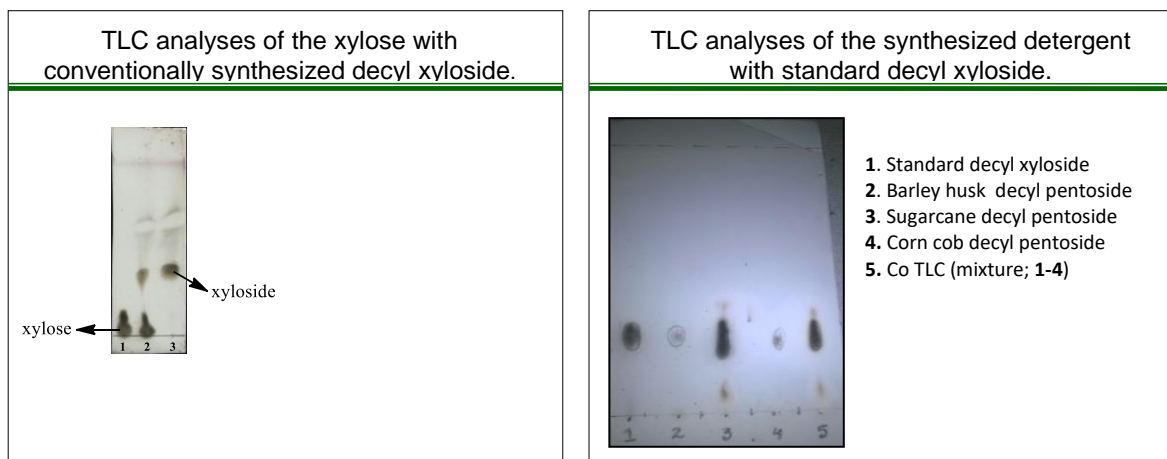 TLC analyses of the xylose with
conventionally synthesized decyl xyloside.
xyloside
xylose
1 2 3
TLC analyses of the synthesized detergent
with standard decyl xyloside.
1. Standard decyl xyloside
2. Barley husk  decyl pentoside
3. Sugarcane decyl pentoside
4. Corn cob decyl pentoside
5. Co TLC (mixture; 1-4)
1 2 3 4 5